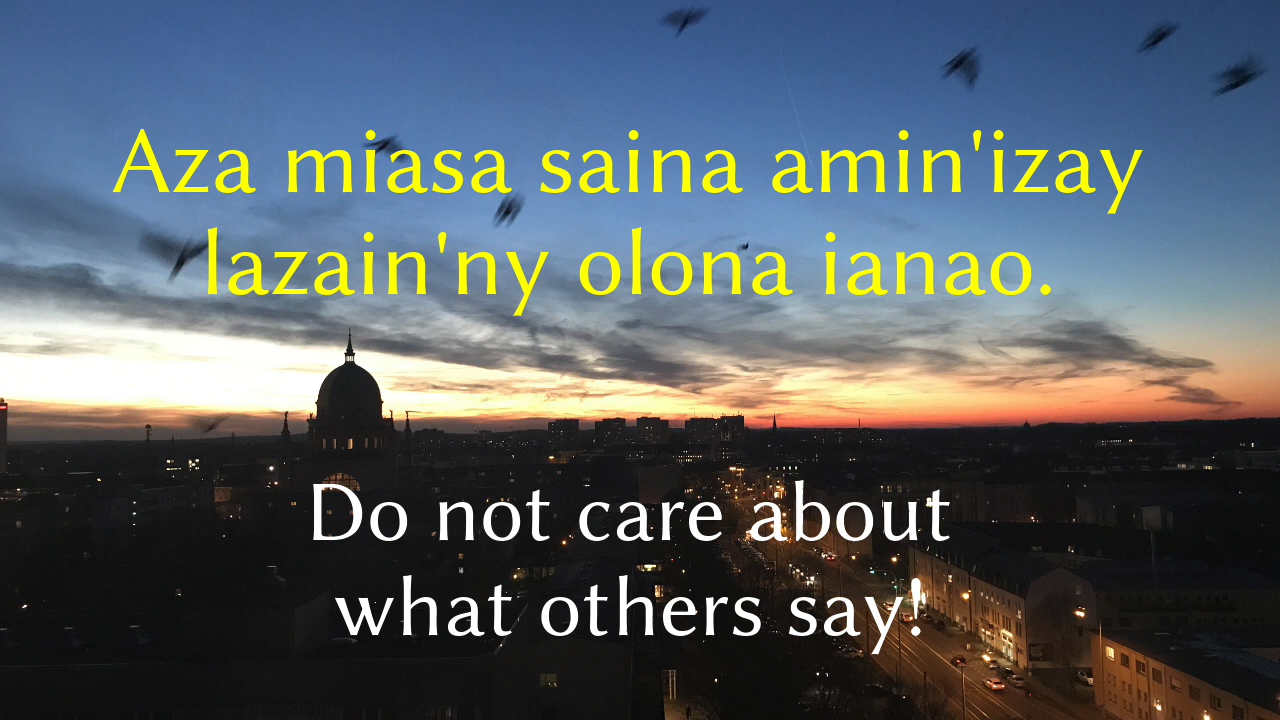 Aza miasa saina amin'izay
lazain'ny olona ianao.
Do not care about
what others say!